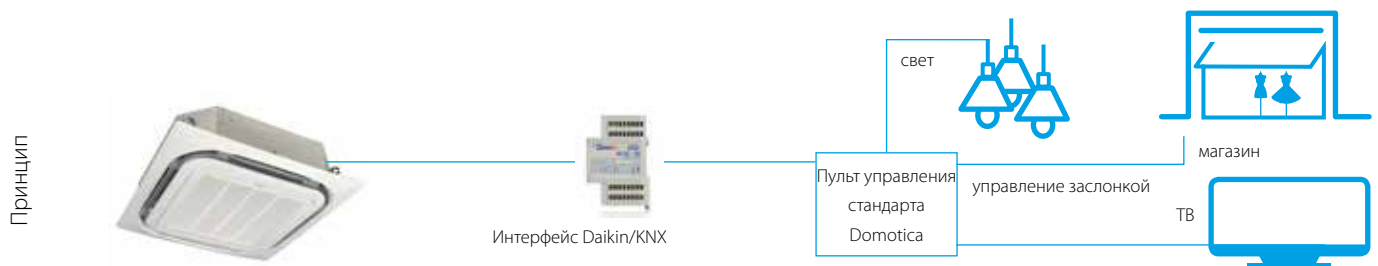 Принцип
свет
магазин
Пульт управления
стандарта
Domotica
управление заслонкой
ТВ
Интерфейс Daikin/KNX